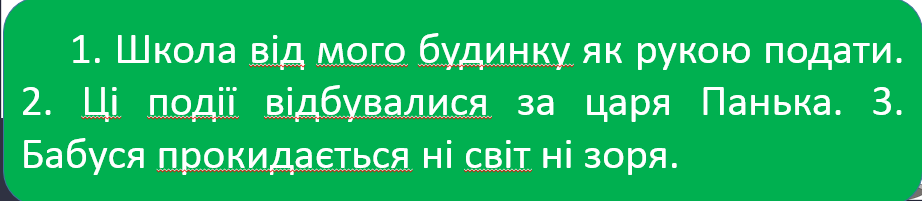 1. Школа від мого будинку як рукою подати.
2. Ці події відбувалися за царя Панька. 3.
Бабуся прокидається ні світ ні зоря.